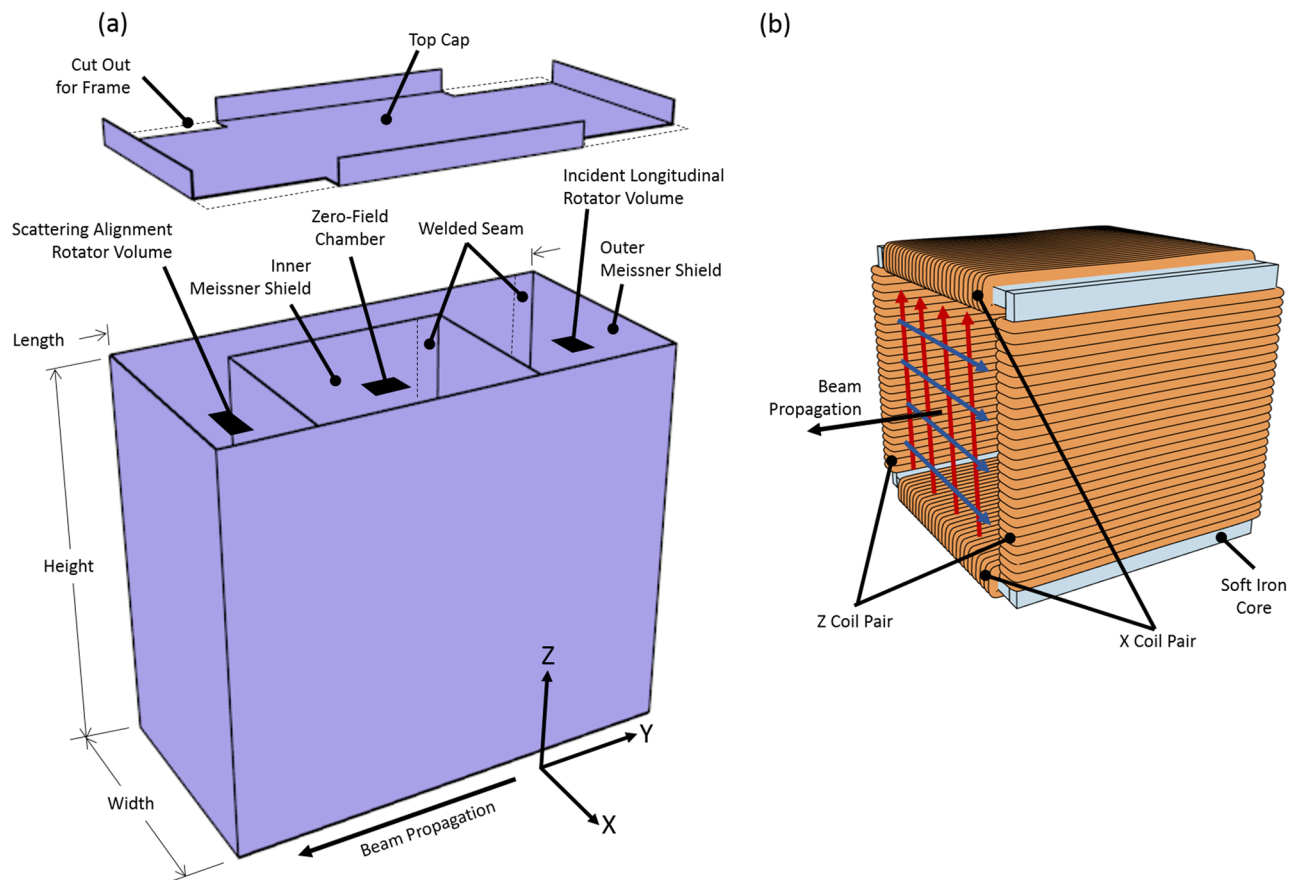 (a)
Top Cap
Cut Out
for Frame
Incident Longitudinal
Rotator Volume
Zero-Field
Chamber
Welded Seam
Scattering Alignment
Rotator Volume
Inner
Meissner Shield
Outer
Meissner Shield
Length
Height
Width
Z
Y
X
Beam Propagation
(b)
Beam
Propagation
Z Coil Pair
X Coil Pair
Soft Iron
Core